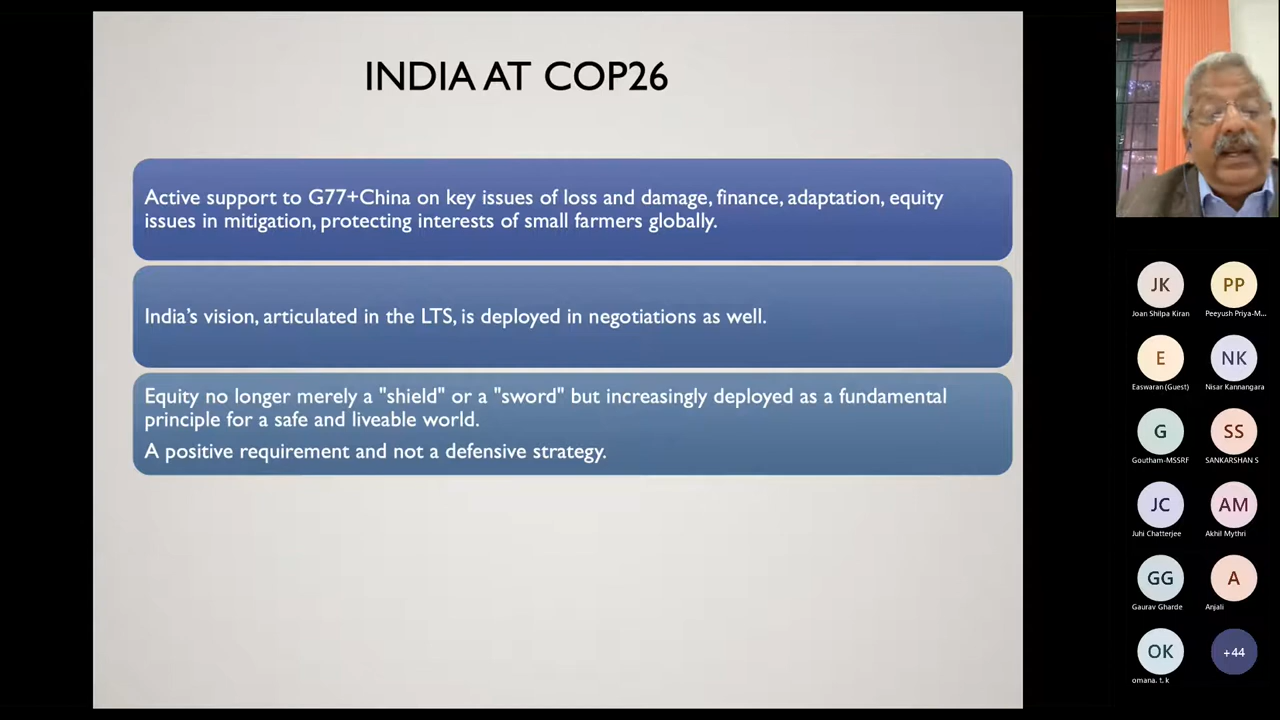 INDIA AT COP26
Active support to G77+China on key issues of loss and damage, finance, adaptation, equity
issues in mitigation, protecting interests of small farmers globally.
India's vision, articulated in the LTS, is deployed in negotiations as well.
Equity no longer merely a "shield" or a "sword" but increasingly deployed as a fundamental
principle for a safe and liveable world.
A positive requirement and not a defensive strategy.
JK
PP
Joan Shilpa Kiran
Peeyush Priya-M...
E
NK
Easwaran (Guest)
Nisar Kannangara
G
SS
Goutham-MSSRF
SANKARSHAN S
JC
AM
Juhi Chatterjee
Akhil Mythri
GG
A
Gaurav Gharde
Anjali
OK
+44
omana. t. k